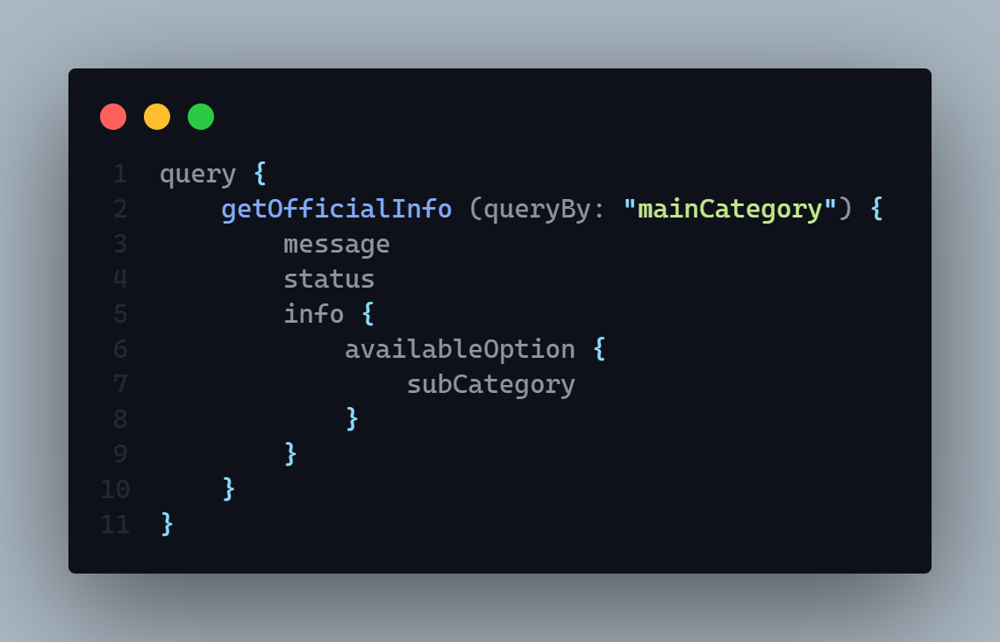 1 query {
2     getOfficialInfo (queryBy: "mainCategory") {
3         message
4         status
5         info {
6             availableOption {
7                 subCategory
8             }
9         }
10     }
11 }